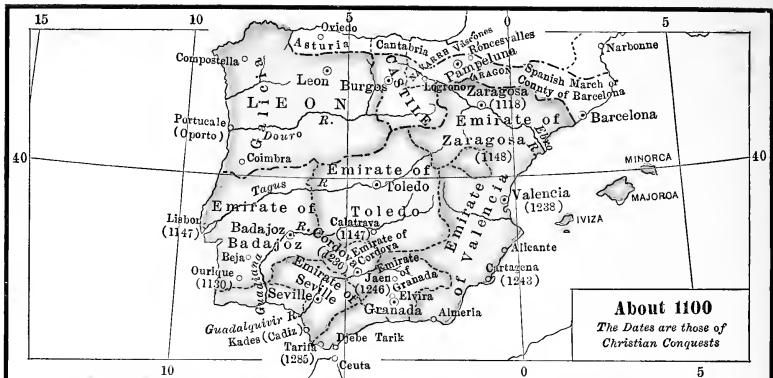 15
10
5
0
5
Oviedo
Asturia
Cantabria
NAVARRE
Vascones
Roncesvalles
Narbonne
Compostella
Pampeluna
Leon
Burgos
Logrono
ARAGON
Spanish March or
County of Barcelona
CASTILE
Zaragosa
(1118)
Galicia
LEON
Barcelona
Portucale
(Oporto)
R.
Douro
Emirate of
Zaragosa
Ebro
R.
40
Coimbra
(1148)
40
MINORCA
Emirate of
Tagus
R
Toledo
Valencia
(1238)
MAJORCA
Lisbon
(1147)
Emirate of
Badajoz
Toledo
Calatrava
(1147)
Emirate
of Valencia
IVIZA
Badajoz
R.
Cordova
(1236)
Emirate of
Cordova
Alicante
Beja
Ourique
(1130)
Guadiana
Emirate of
Seville
Jaen
(1246)
Emirate
of
Granada
Cartagena
(1243)
Seville
Elvira
Granada
Almeria
Guadalquivir R.
Kades (Cadiz)
Tarifa
(1285)
Djebe Tarik
Ceuta
About 1100
The Dates are those of
Christian Conquests
10
5
0